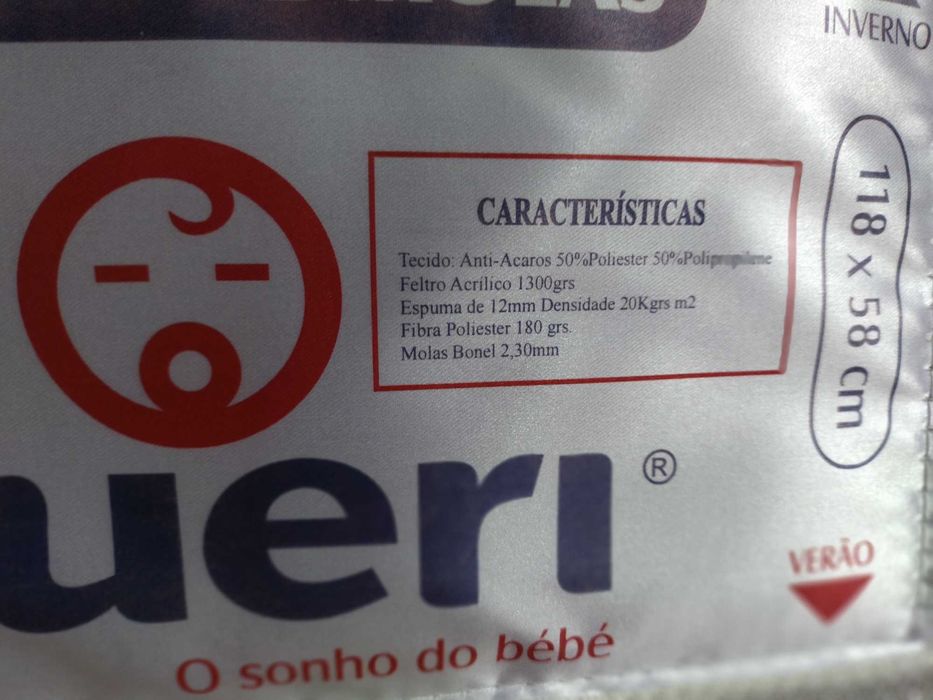 INVERNO
CARACTERÍSTICAS
Tecido: Anti-Acaros 50%Poliester 50%Polipropilene
Feltro Acrílico 1300grs
Espuma de 12mm Densidade 20Kgrs m2
Fibra Poliester 180 grs.
Molas Bonel 2,30mm
118 x 58 cm
ueri ®
VERÃO
O sonho do bébé